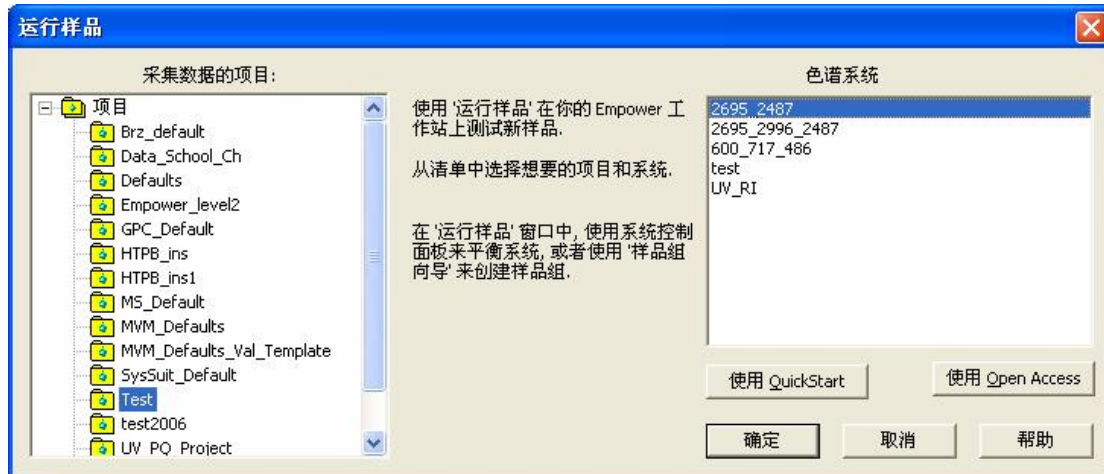 运行样品
采集数据的项目:
项目
Brz_default
Data_School_Ch
Defaults
Empower_level2
GPC_Default
HTPB_ins
HTPB_ins1
MS_Default
MVM_Defaults
MVM_Defaults_Val_Template
SysSuit_Default
Test
test2006
UV_PQ_Project
使用 '运行样品' 在你的 Empower 工
作站上测试新样品.
从清单中选择想要的项目和系统.
在 '运行样品' 窗口中, 使用系统控制
面板来平衡系统, 或者使用 '样品组
向导' 来创建样品组.
色谱系统
2695_2487
2695_2996_2487
600_717_486
test
UV_RI
使用 QuickStart
使用 Open Access
确定
取消
帮助